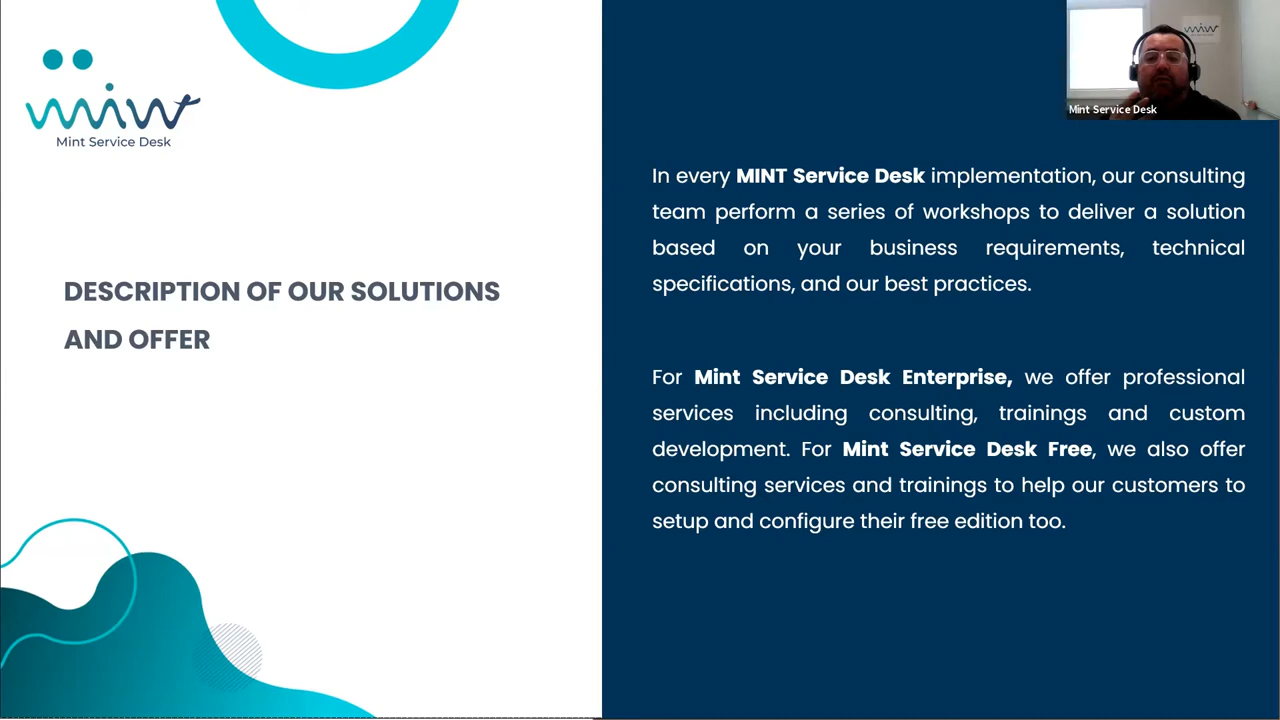 mint
Mint Service Desk
DESCRIPTION OF OUR SOLUTIONS
AND OFFER
Mint Service Desk
In every MINT Service Desk implementation, our consulting
team perform a series of workshops to deliver a solution
based on your business requirements, technical
specifications, and our best practices.
For Mint Service Desk Enterprise, we offer professional
services including consulting, trainings and custom
development. For Mint Service Desk Free, we also offer
consulting services and trainings to help our customers to
setup and configure their free edition too.